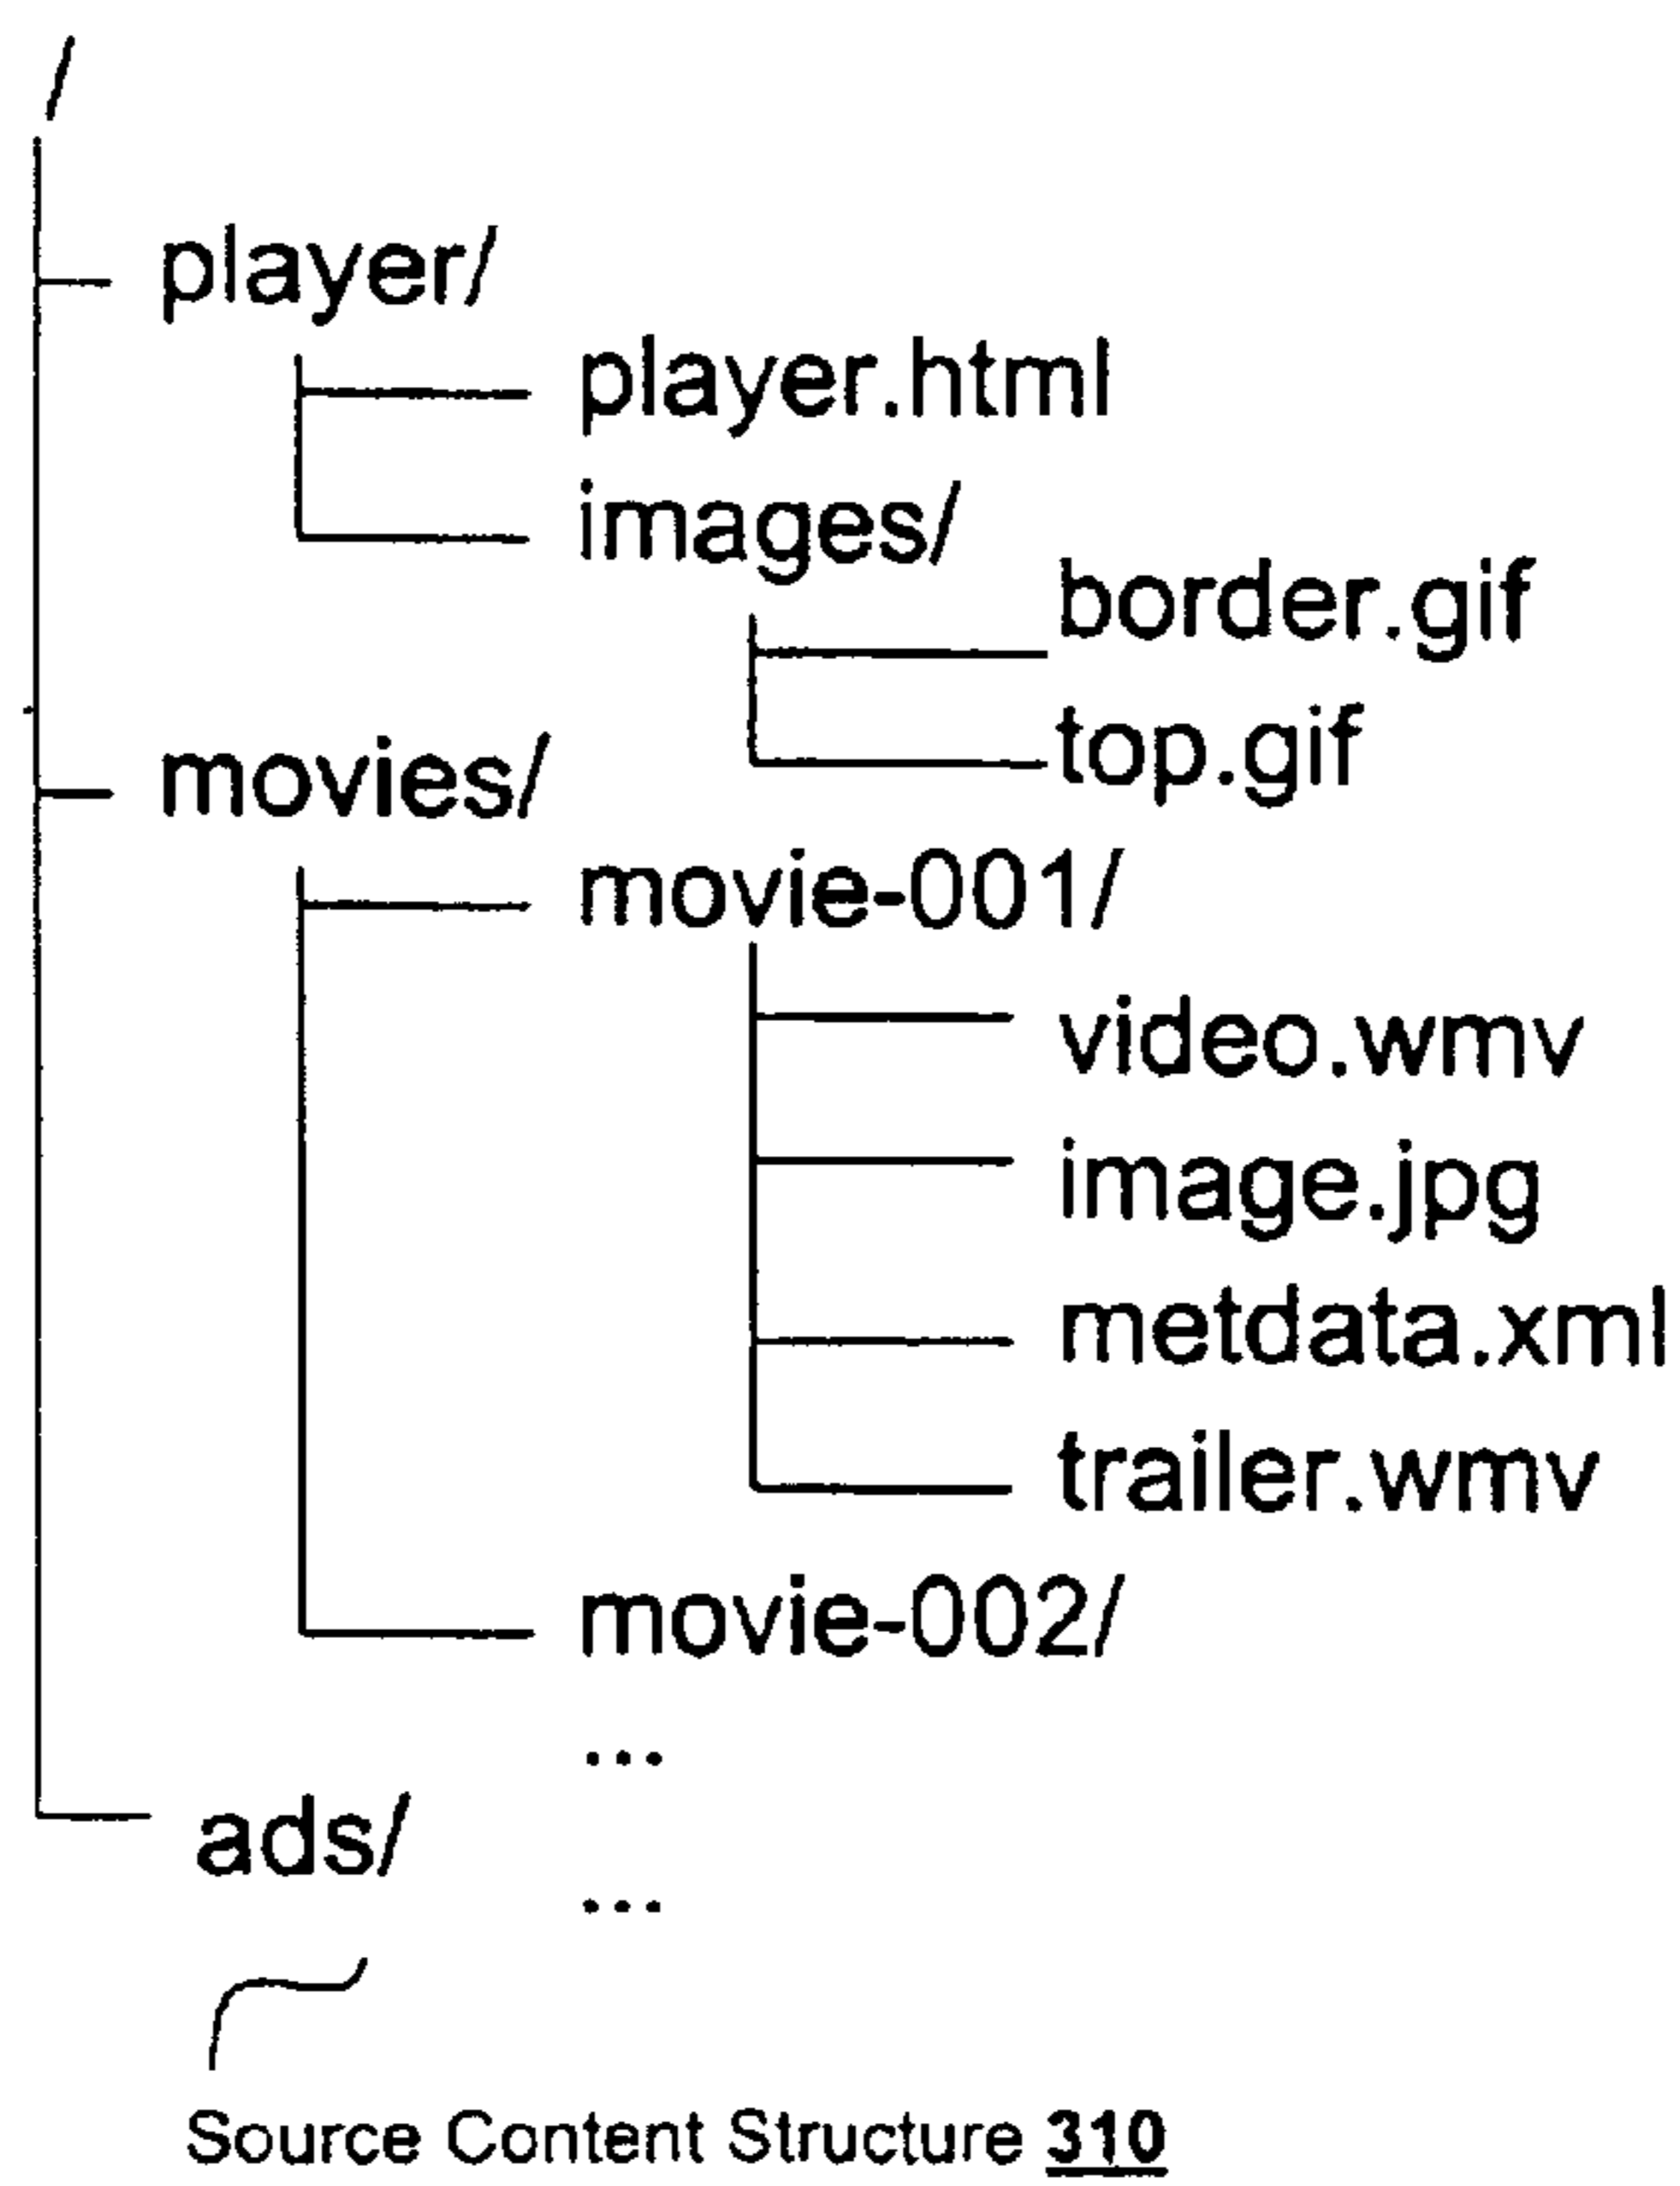 /
player/
player.html
images/
border.gif
top.gif
movies/
movie-001/
video.wmv
image.jpg
metdata.xml
trailer.wmv
movie-002/
...
ads/
...
Source Content Structure 310